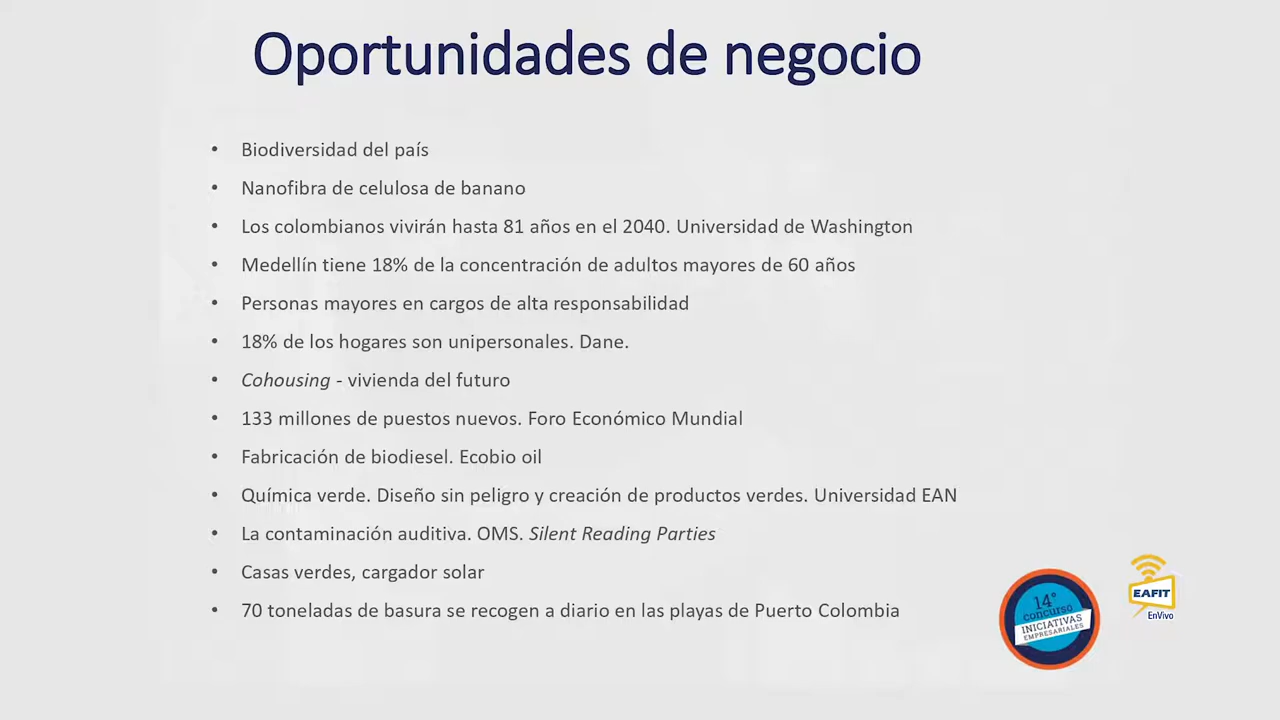 Oportunidades de negocio
• Biodiversidad del país
• Nanofibra de celulosa de banano
• Los colombianos vivirán hasta 81 años en el 2040. Universidad de Washington
• Medellín tiene 18% de la concentración de adultos mayores de 60 años
• Personas mayores en cargos de alta responsabilidad
• 18% de los hogares son unipersonales. Dane.
• Cohousing - vivienda del futuro
• 133 millones de puestos nuevos. Foro Económico Mundial
• Fabricación de biodiesel. Ecobio oil
• Química verde. Diseño sin peligro y creación de productos verdes. Universidad EAN
• La contaminación auditiva. OMS. Silent Reading Parties
• Casas verdes, cargador solar
• 70 toneladas de basura se recogen a diario en las playas de Puerto Colombia
14°
concurso
INICIATIVAS
EMPRESARIALES
EAFIT
EnVivo